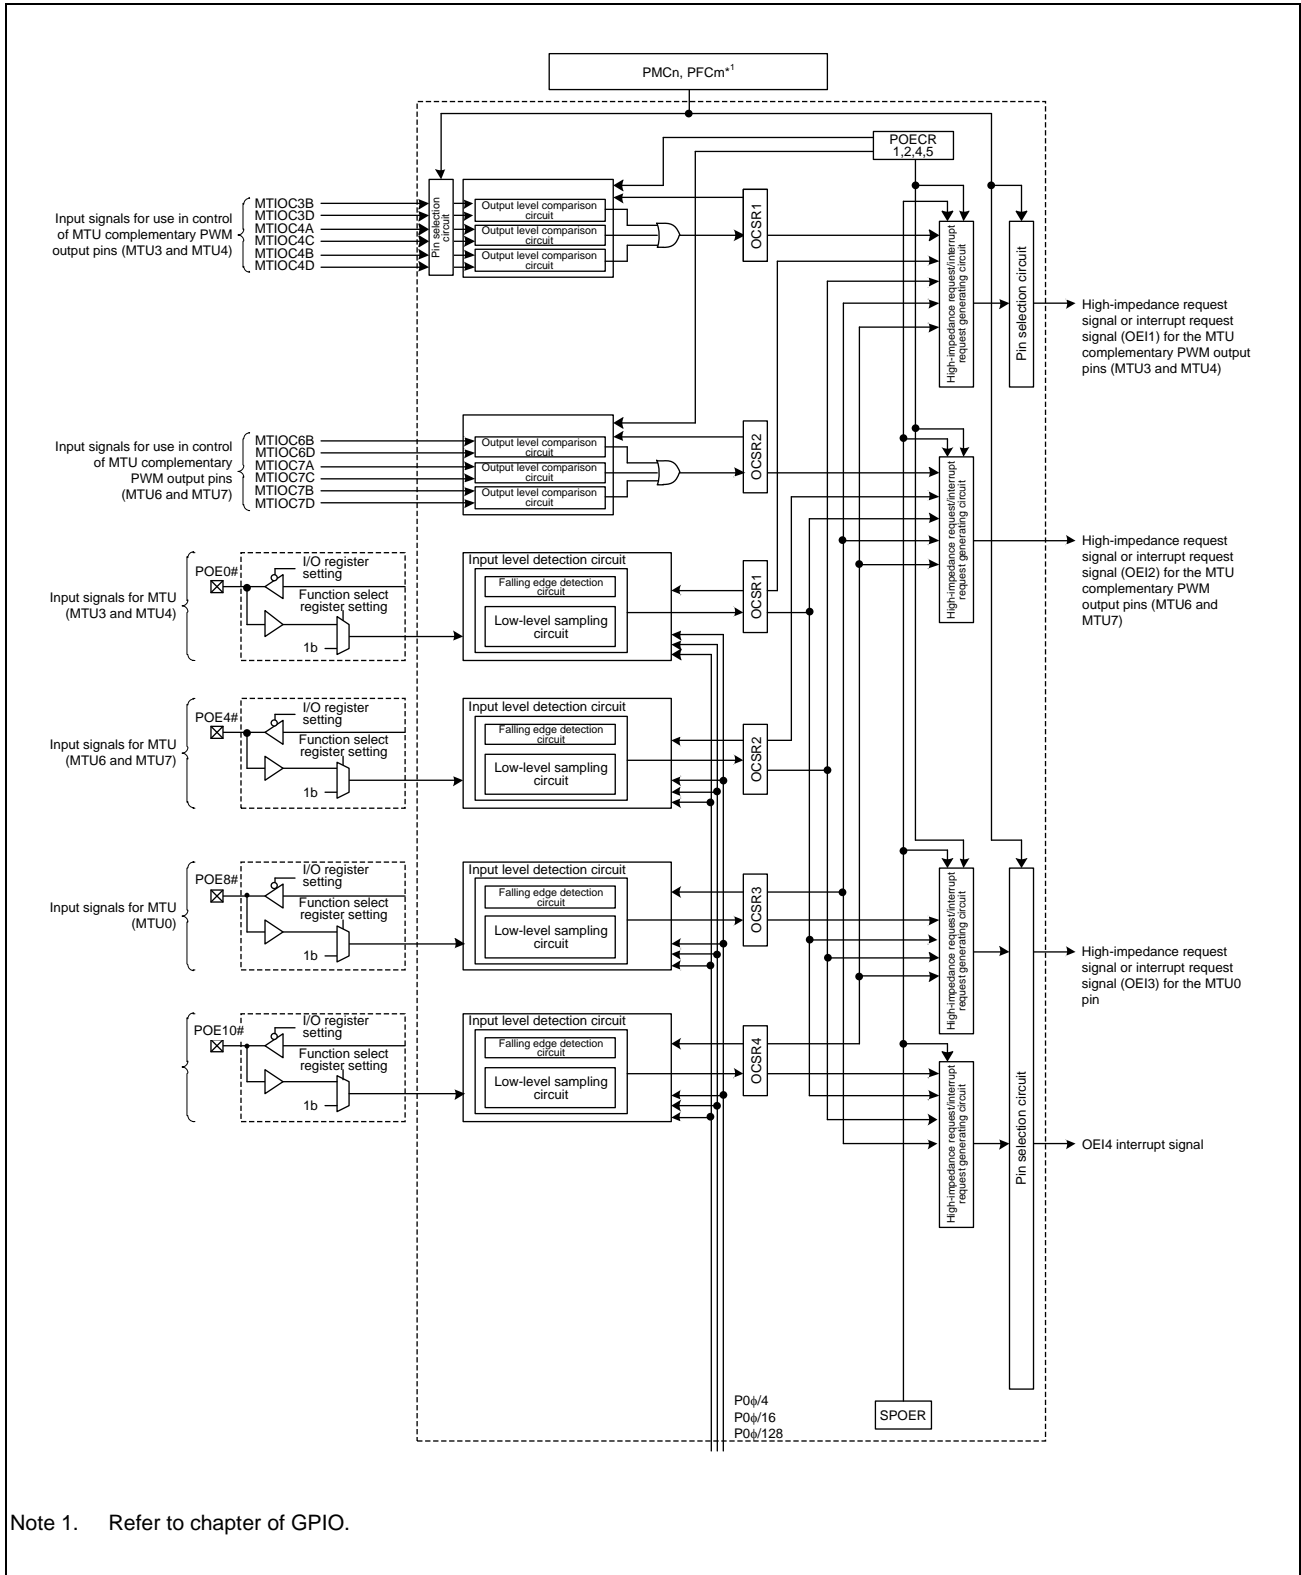 PMCn, PFCm*1
POECR
1,2,4,5
Input signals for use in control
of MTU complementary PWM
output pins (MTU3 and MTU4)
MTIOC3B
MTIOC3D
MTIOC4A
MTIOC4C
MTIOC4B
MTIOC4D
Pin selection
circuit
Output level comparison
circuit
Output level comparison
circuit
Output level comparison
circuit
OCSR1
High-impedance request/interrupt
request generating circuit
Pin selection circuit
High-impedance request
signal or interrupt request
signal (OEI1) for the MTU
complementary PWM output
pins (MTU3 and MTU4)
Input signals for use in control
of MTU complementary
PWM output pins
(MTU6 and MTU7)
MTIOC6B
MTIOC6D
MTIOC7A
MTIOC7C
MTIOC7B
MTIOC7D
Output level comparison
circuit
Output level comparison
circuit
Output level comparison
circuit
OCSR2
High-impedance request/interrupt
request generating circuit
High-impedance request
signal or interrupt request
signal (OEI2) for the MTU
complementary PWM
output pins (MTU6 and
MTU7)
Input signals for MTU
(MTU3 and MTU4)
POE0#
I/O register
setting
Function select
register setting
1b
Input level detection circuit
Falling edge detection
circuit
Low-level sampling
circuit
OCSR1
Input signals for MTU
(MTU6 and MTU7)
POE4#
I/O register
setting
Function select
register setting
1b
Input level detection circuit
Falling edge detection
circuit
Low-level sampling
circuit
OCSR2
Input signals for MTU
(MTU0)
POE8#
I/O register
setting
Function select
register setting
1b
Input level detection circuit
Falling edge detection
circuit
Low-level sampling
circuit
OCSR3
High-impedance request/interrupt
request generating circuit
High-impedance request
signal or interrupt request
signal (OEI3) for the MTU0
pin
POE10#
I/O register
setting
Function select
register setting
1b
Input level detection circuit
Falling edge detection
circuit
Low-level sampling
circuit
OCSR4
High-impedance request/interrupt
request generating circuit
Pin selection circuit
OEI4 interrupt signal
P0ϕ/4
P0ϕ/16
P0ϕ/128
SPOER
Note 1. Refer to chapter of GPIO.